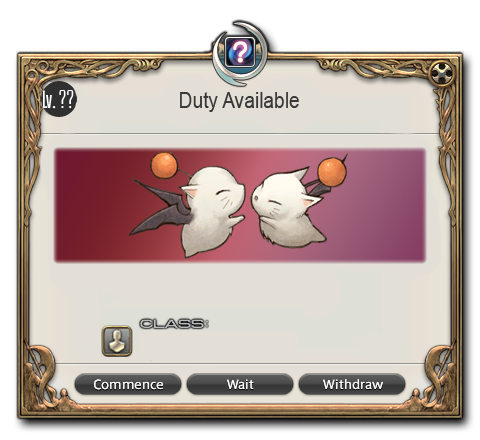 ?
Lv. ??
Duty Available
CLASS:
Commence
Wait
Withdraw